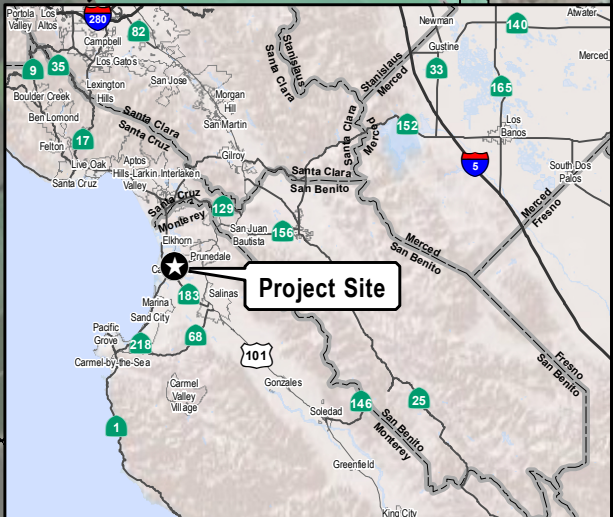 Portola
Valley
Los
Altos
280
82
Campbell
Los Gatos
9
35
Lexington
Hills
San Jose
Boulder Creek
Ben Lomond
Morgan
Hill
San Martin
Felton
17
Santa Clara
Santa Cruz
Live Oak
Aptos
Hills-Larkin
Valley
Interlaken
Gilroy
Santa Cruz
Stanislaus
Santa Clara
Stanislaus
Merced
Newman
140
Atwater
Gustine
33
Merced
165
Santa Clara
Merced
152
Los
Banos
5
South Dos
Palos
Santa Clara
San Benito
Santa Cruz
Monterey
129
Merced
Fresno
San Juan
Bautista
156
Merced
San Benito
Elkhorn
Prunedale
Project Site
183
Salinas
Marina
Sand City
Pacific
Grove
218
68
Carmel-by-the-Sea
101
Fresno
San Benito
Carmel
Valley
Village
Gonzales
146
25
1
Soledad
San Benito
Monterey
Greenfield
King City